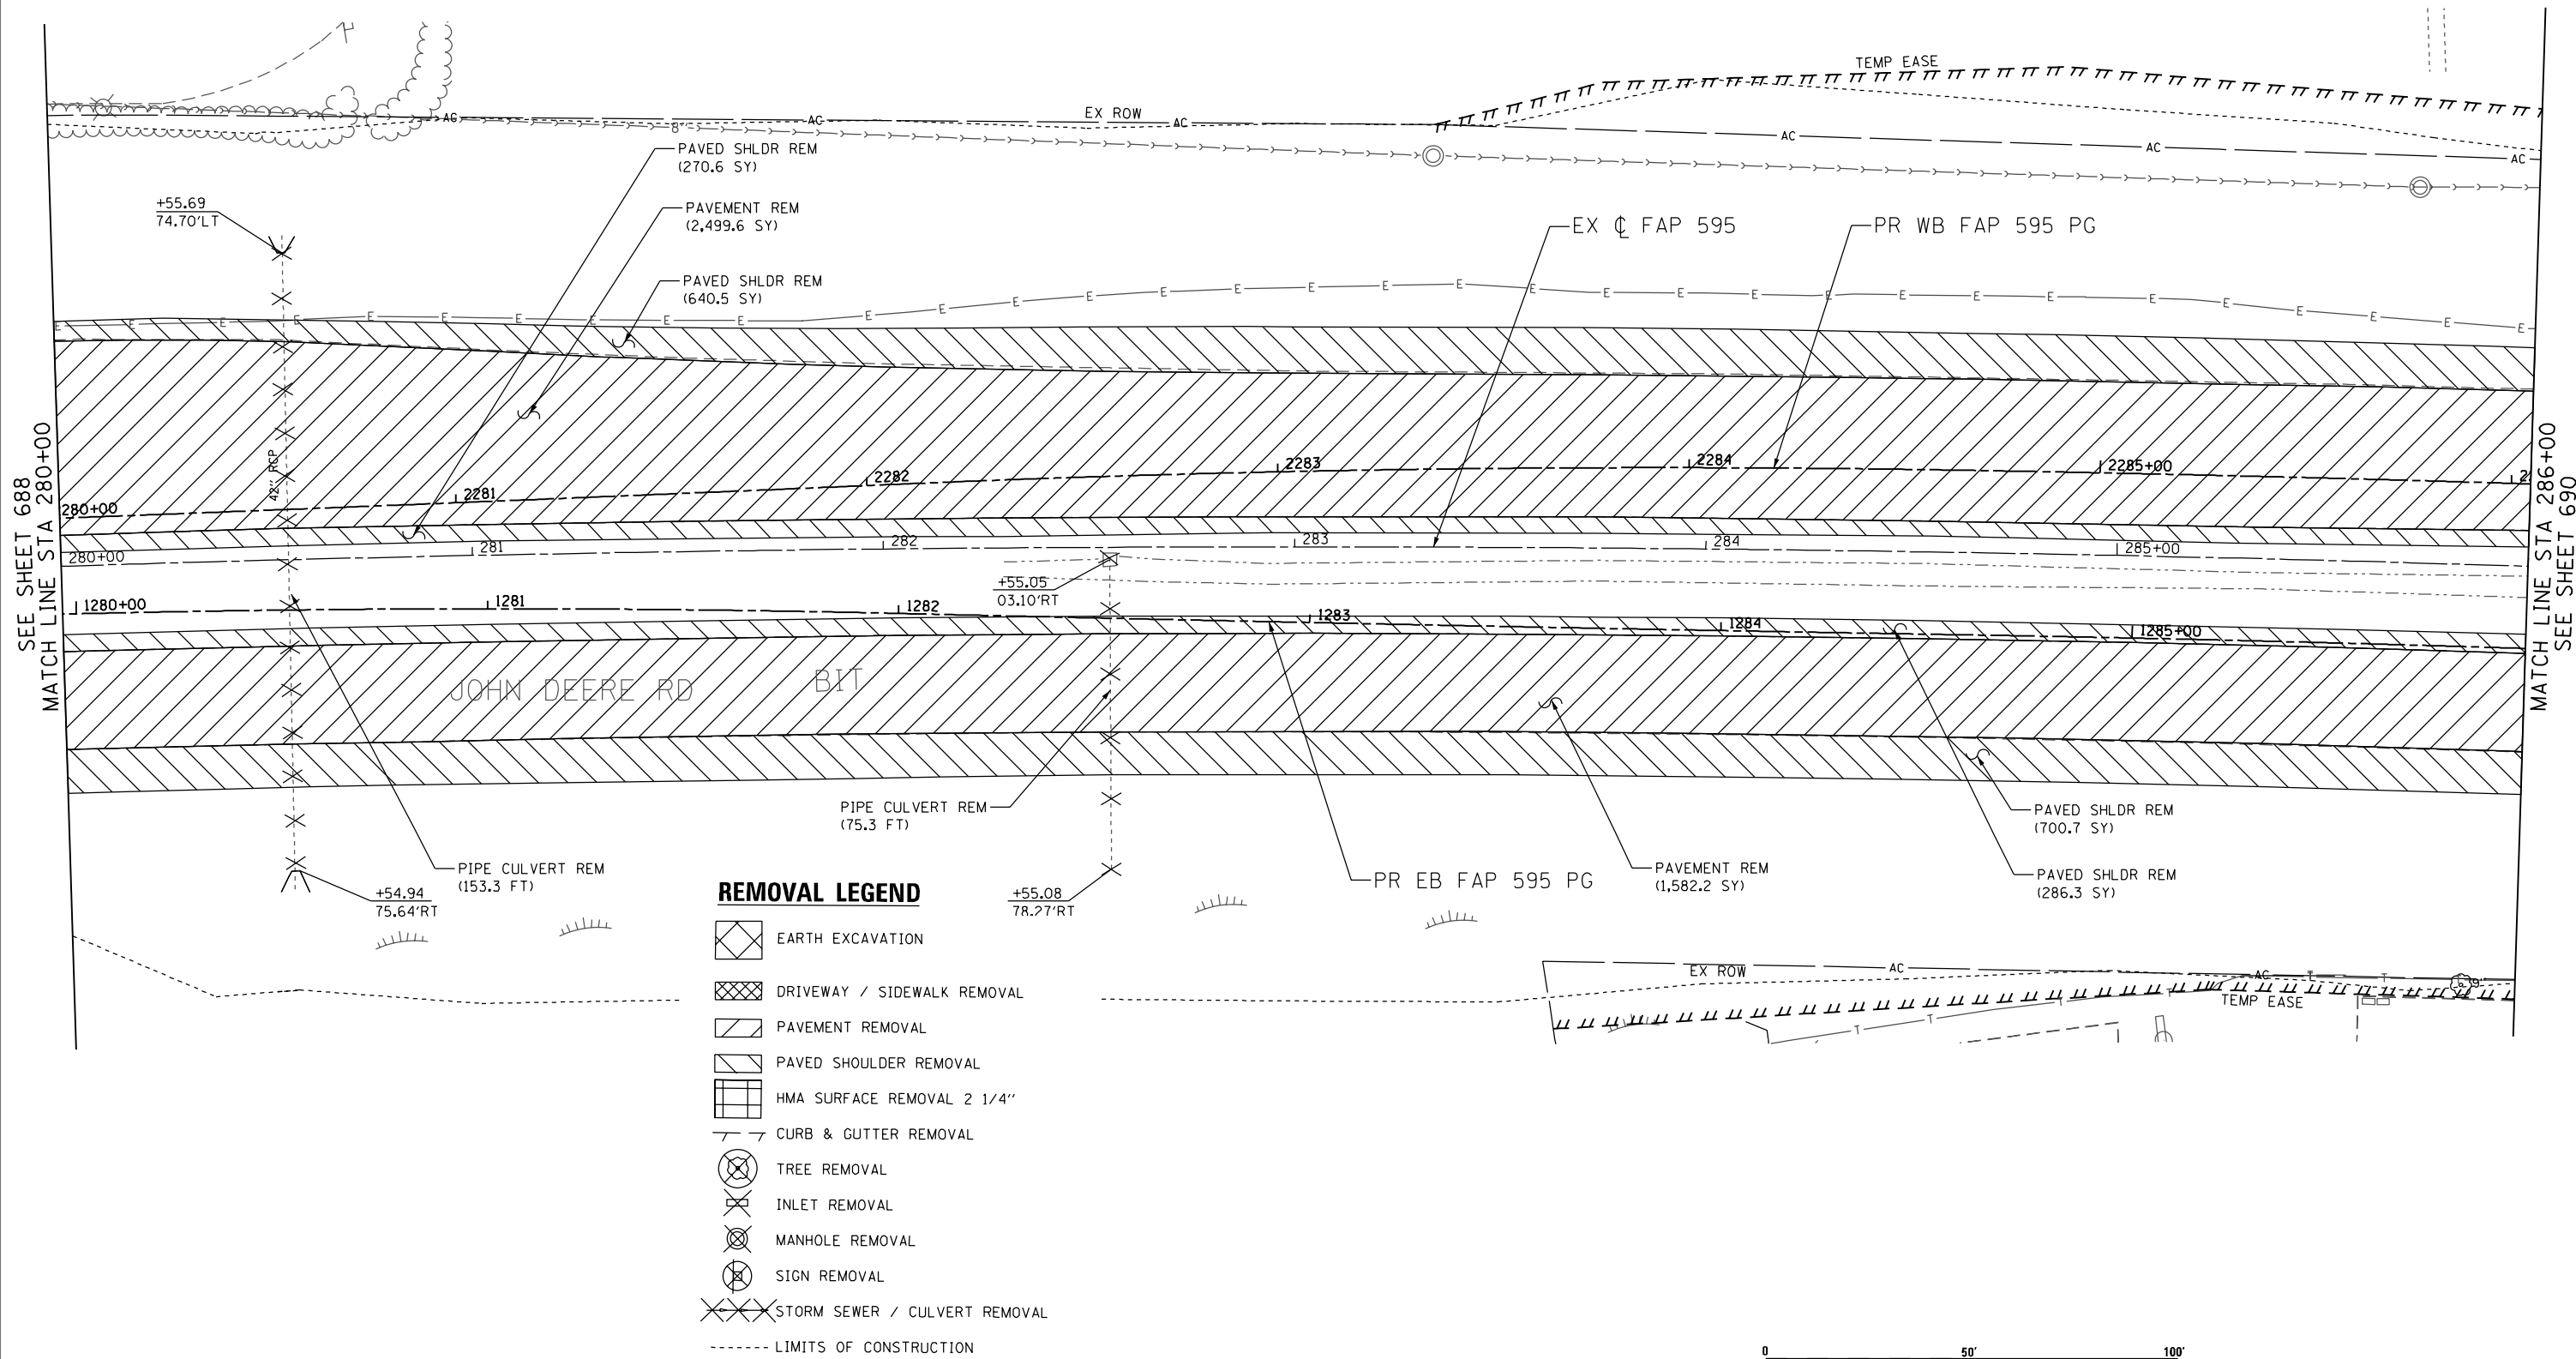 TEMP EASE
EX ROW
AC
AC
AC
AC
AC
AC
8"
PAVED SHLDR REM
(270.6 SY)
PAVEMENT REM
(2,499.6 SY)
PAVED SHLDR REM
(640.5 SY)
+55.69
74.70'LT
EX ℄ FAP 595
PR WB FAP 595 PG
E E E E E E E E E E E E E E E E E E E E E E E E E E E E E E E E E E
42" RCP
280+00
2281
2282
2283
2284
2285+00
280+00
281
282
283
284
285+00
SEE SHEET 688
MATCH LINE STA 280+00
MATCH LINE STA 286+00
SEE SHEET 690
+55.05
03.10'RT
1280+00
1281
1282
1283
1284
1285+00
JOHN DEERE RD
BIT
PIPE CULVERT REM
(75.3 FT)
PAVED SHLDR REM
(700.7 SY)
PIPE CULVERT REM
(153.3 FT)
PR EB FAP 595 PG
PAVEMENT REM
(1,582.2 SY)
PAVED SHLDR REM
(286.3 SY)
+54.94
75.64'RT
+55.08
78.27'RT
EX ROW
AC
AC
T
T
TEMP EASE
T
T
T
T
REMOVAL LEGEND
EARTH EXCAVATION
DRIVEWAY / SIDEWALK REMOVAL
PAVEMENT REMOVAL
PAVED SHOULDER REMOVAL
HMA SURFACE REMOVAL 2 1/4"
CURB & GUTTER REMOVAL
TREE REMOVAL
INLET REMOVAL
MANHOLE REMOVAL
SIGN REMOVAL
STORM SEWER / CULVERT REMOVAL
LIMITS OF CONSTRUCTION
0 50' 100'